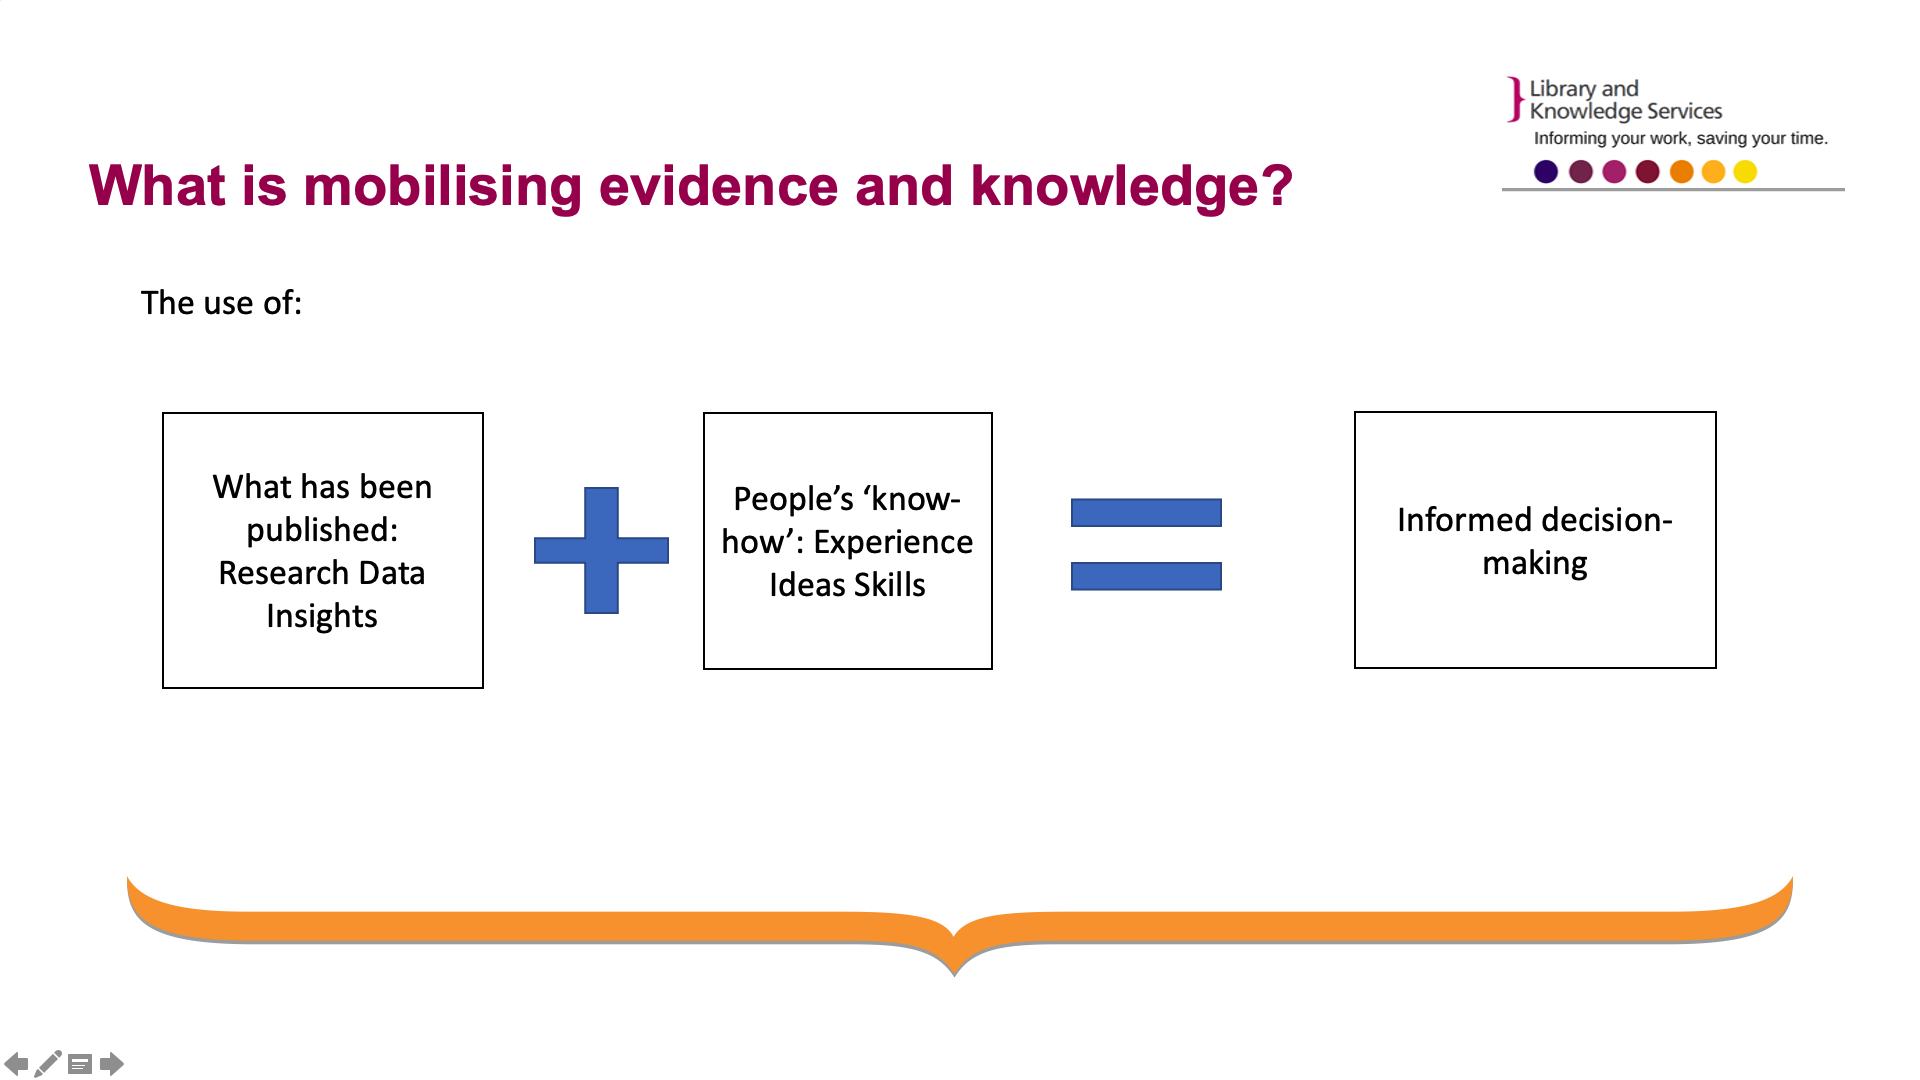 Library and
Knowledge Services
Informing your work, saving your time.
What is mobilising evidence and knowledge?
The use of:
What has been
published:
Research Data
Insights
People’s ‘know-
how’: Experience
Ideas Skills
Informed decision-
making